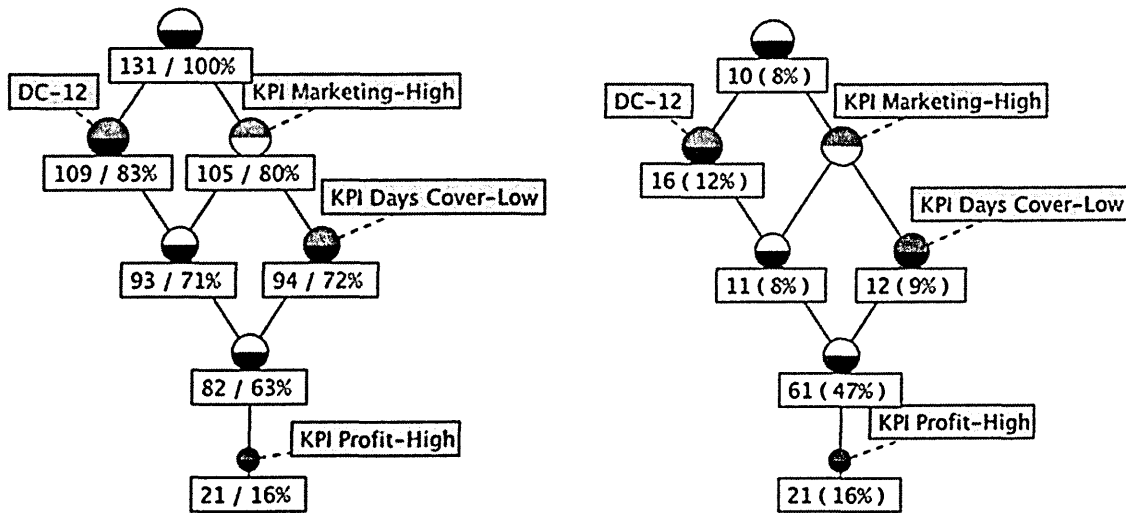 131 / 100%
DC-12
KPI Marketing-High
109 / 83%
105 / 80%
KPI Days Cover-Low
93 / 71%
94 / 72%
82 / 63%
KPI Profit-High
21 / 16%
10 ( 8%)
DC-12
KPI Marketing-High
16 ( 12%)
KPI Days Cover-Low
11 ( 8%)
12 ( 9%)
61 ( 47%)
KPI Profit-High
21 ( 16%)